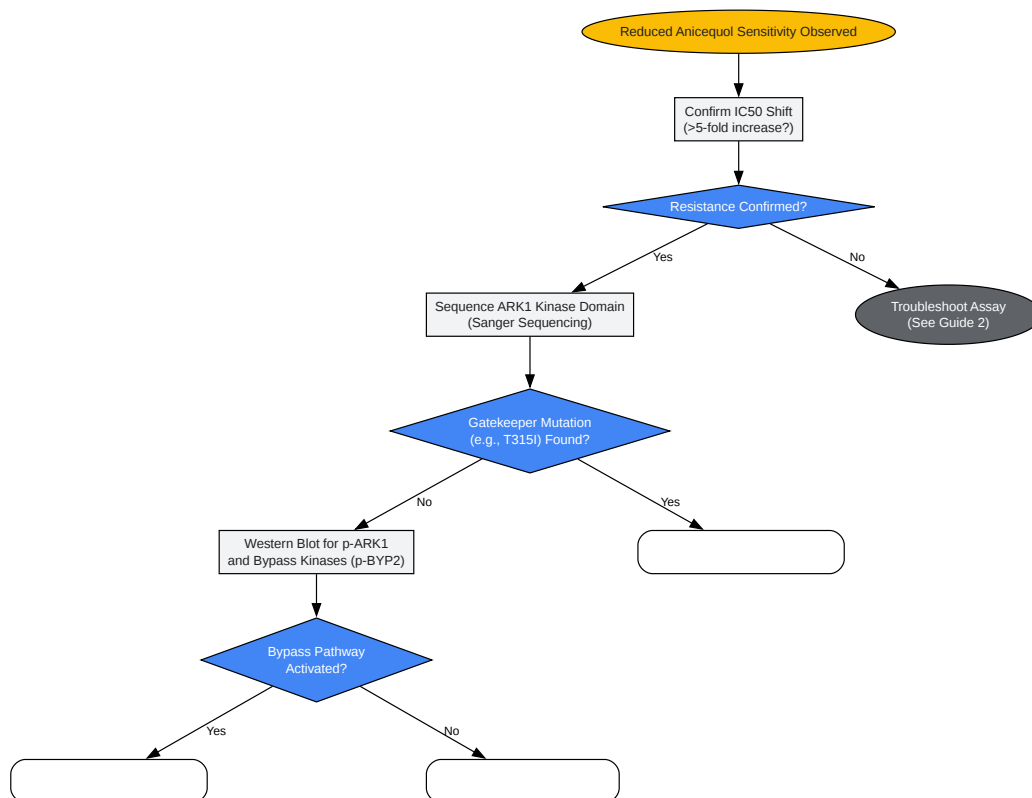 Reduced Anicequol Sensitivity Observed
Confirm IC50 Shift
(>5-fold increase?)
Resistance Confirmed?
Yes
No
Sequence ARK1 Kinase Domain
(Sanger Sequencing)
Troubleshoot Assay
(See Guide 2)
Gatekeeper Mutation
(e.g., T315I) Found?
No
Yes
Western Blot for p-ARK1
and Bypass Kinases (p-BYP2)
Bypass Pathway
Activated?
Yes
No